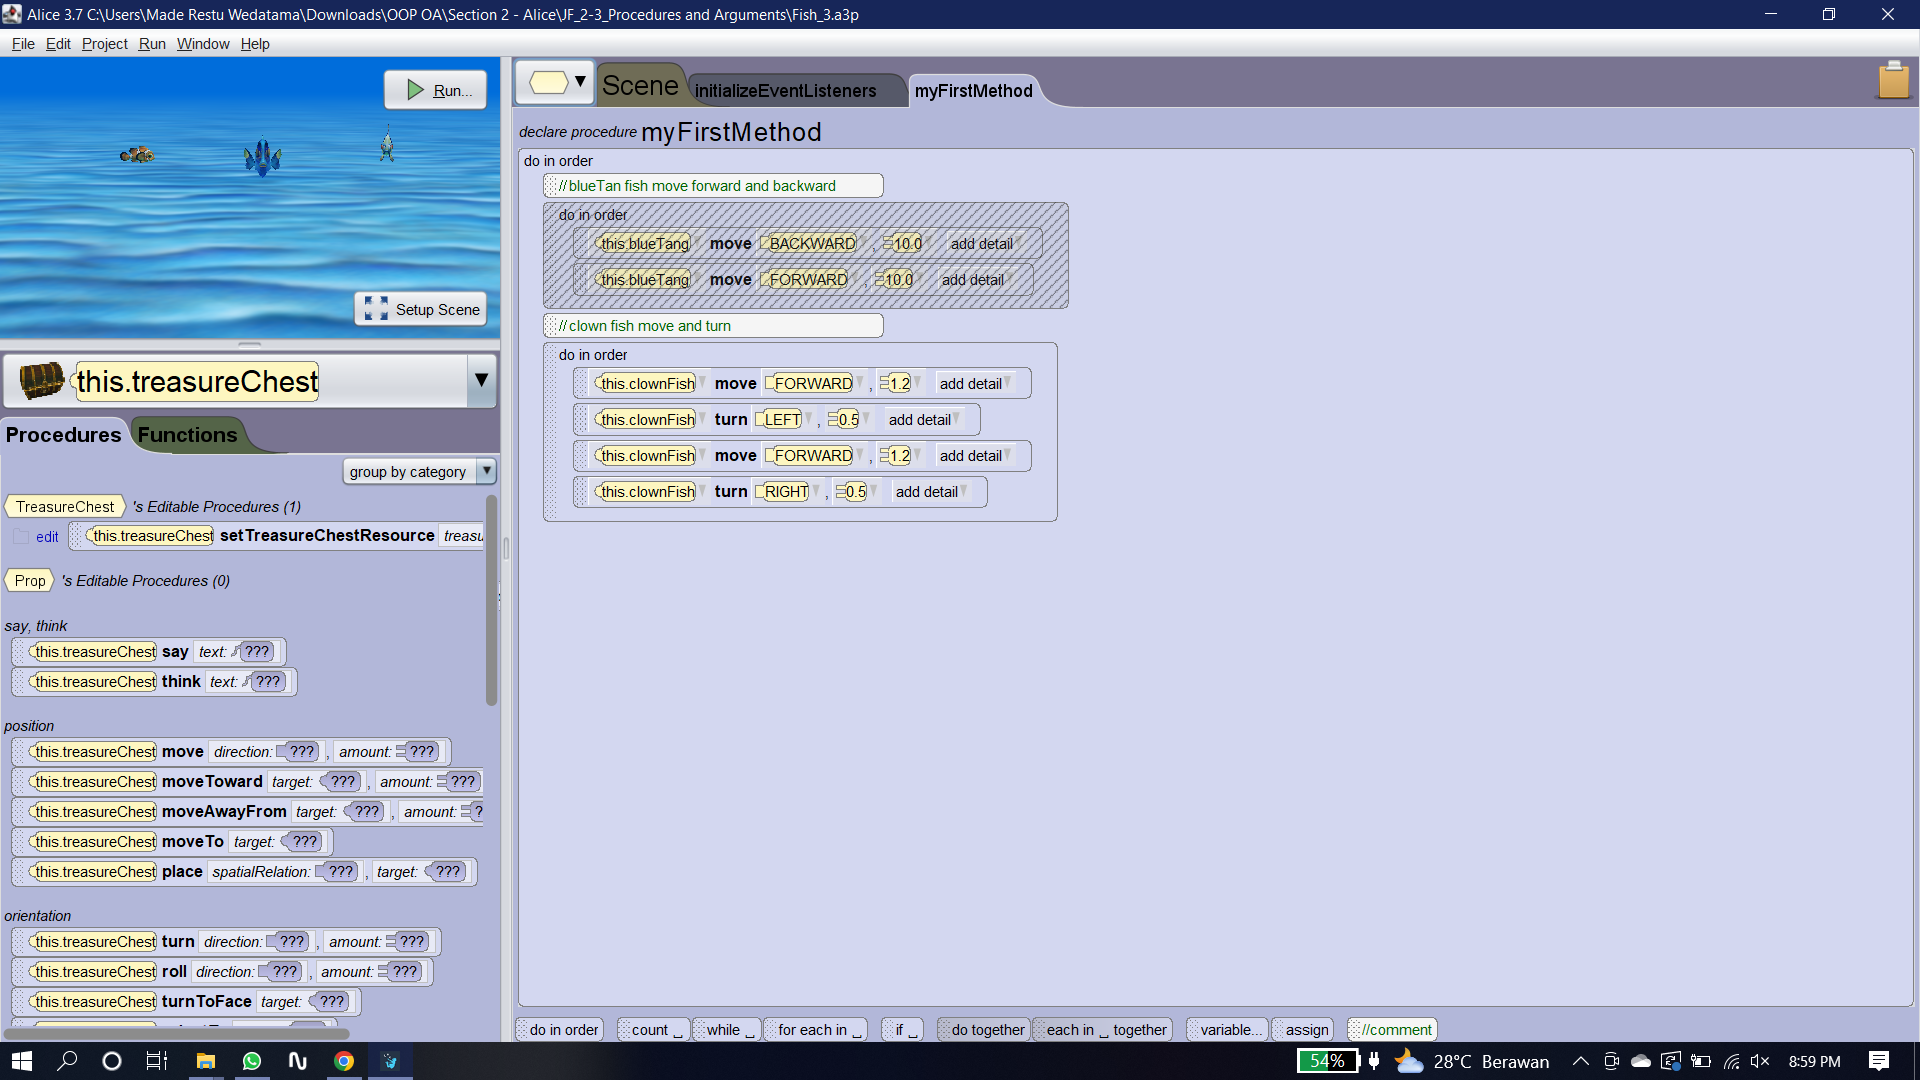 Alice 3.7 C:\Users\Made Restu Wedatama\Downloads\OOP OA\Section 2 - Alice\JF_2-3_Procedures and Arguments\Fish_3.a3p
File Edit Project Run Window Help
Run...
Setup Scene
this.treasureChest
Procedures Functions
group by category
TreasureChest 's Editable Procedures (1)
edit this.treasureChest setTreasureChestResource treasu
Prop 's Editable Procedures (0)
say, think
this.treasureChest say text: ???
this.treasureChest think text: ???
position
this.treasureChest move direction: ??? , amount: ???
this.treasureChest moveToward target: ??? , amount: ???
this.treasureChest moveAwayFrom target: ??? , amount: ?
this.treasureChest moveTo target: ???
this.treasureChest place spatialRelation: ??? , target: ???
orientation
this.treasureChest turn direction: ??? , amount: ???
this.treasureChest roll direction: ??? , amount: ???
this.treasureChest turnToFace target: ???
Scene initializeEventListeners myFirstMethod
declare procedure myFirstMethod
do in order
//blueTan fish move forward and backward
do in order
this.blueTang move BACKWARD , 10.0 add detail
this.blueTang move FORWARD , 10.0 add detail
//clown fish move and turn
do in order
this.clownFish move FORWARD , 1.2 add detail
this.clownFish turn LEFT , 0.5 add detail
this.clownFish move FORWARD , 1.2 add detail
this.clownFish turn RIGHT , 0.5 add detail
do in order count _ while _ for each in _ if _ do together each in _ together variable... assign //comment
54% 28°C Berawan 8:59 PM